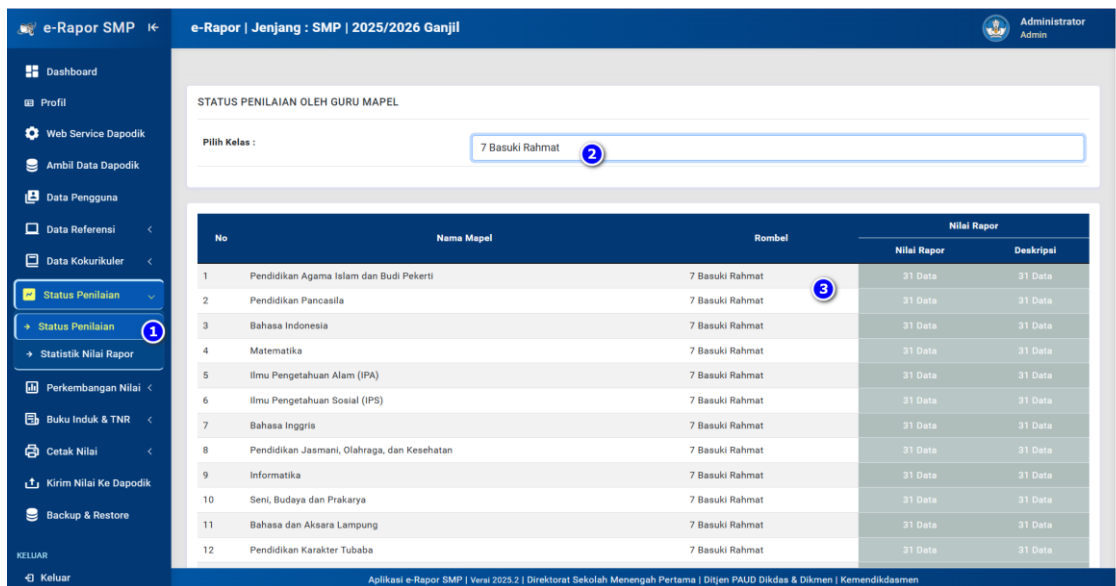 e-Rapor SMP
e-Rapor | Jenjang : SMP | 2025/2026 Ganjil
Administrator
Admin
Dashboard
Profil
Web Service Dapodik
Ambil Data Dapodik
Data Pengguna
Data Referensi
Data Kokurikuler
Status Penilaian
Status Penilaian
1
Statistik Nilai Rapor
Perkembangan Nilai
Buku Induk & TNR
Cetak Nilai
Kirim Nilai Ke Dapodik
Backup & Restore
KELUAR
Keluar
STATUS PENILAIAN OLEH GURU MAPEL
Pilih Kelas : 7 Basuki Rahmat 2
No Nama Mapel Rombel Nilai Rapor
Nilai Rapor Deskripsi
1 Pendidikan Agama Islam dan Budi Pekerti 7 Basuki Rahmat 31 Data 31 Data
3
2 Pendidikan Pancasila 7 Basuki Rahmat 31 Data 31 Data
3 Bahasa Indonesia 7 Basuki Rahmat 31 Data 31 Data
4 Matematika 7 Basuki Rahmat 31 Data 31 Data
5 Ilmu Pengetahuan Alam (IPA) 7 Basuki Rahmat 31 Data 31 Data
6 Ilmu Pengetahuan Sosial (IPS) 7 Basuki Rahmat 31 Data 31 Data
7 Bahasa Inggris 7 Basuki Rahmat 31 Data 31 Data
8 Pendidikan Jasmani, Olahraga, dan Kesehatan 7 Basuki Rahmat 31 Data 31 Data
9 Informatika 7 Basuki Rahmat 31 Data 31 Data
10 Seni, Budaya dan Prakarya 7 Basuki Rahmat 31 Data 31 Data
11 Bahasa dan Aksara Lampung 7 Basuki Rahmat 31 Data 31 Data
12 Pendidikan Karakter Tubaba 7 Basuki Rahmat 31 Data 31 Data
Aplikasi e-Rapor SMP | Versi 2025.2 | Direktorat Sekolah Menengah Pertama | Ditjen PAUD Dikdas & Dikmen | Kemendikdasmen